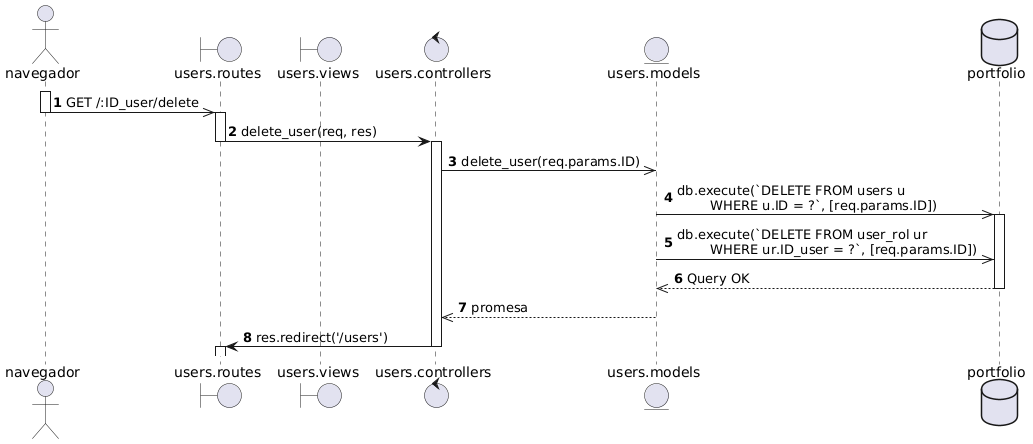 navegador
users.routes
users.views
users.controllers
users.models
portfolio
1 GET /:ID_user/delete
2 delete_user(req, res)
3 delete_user(req.params.ID)
4 db.execute(`DELETE FROM users u
WHERE u.ID = ?`, [req.params.ID])
5 db.execute(`DELETE FROM user_rol ur
WHERE ur.ID_user = ?`, [req.params.ID])
6 Query OK
7 promesa
8 res.redirect('/users')
navegador
users.routes
users.views
users.controllers
users.models
portfolio